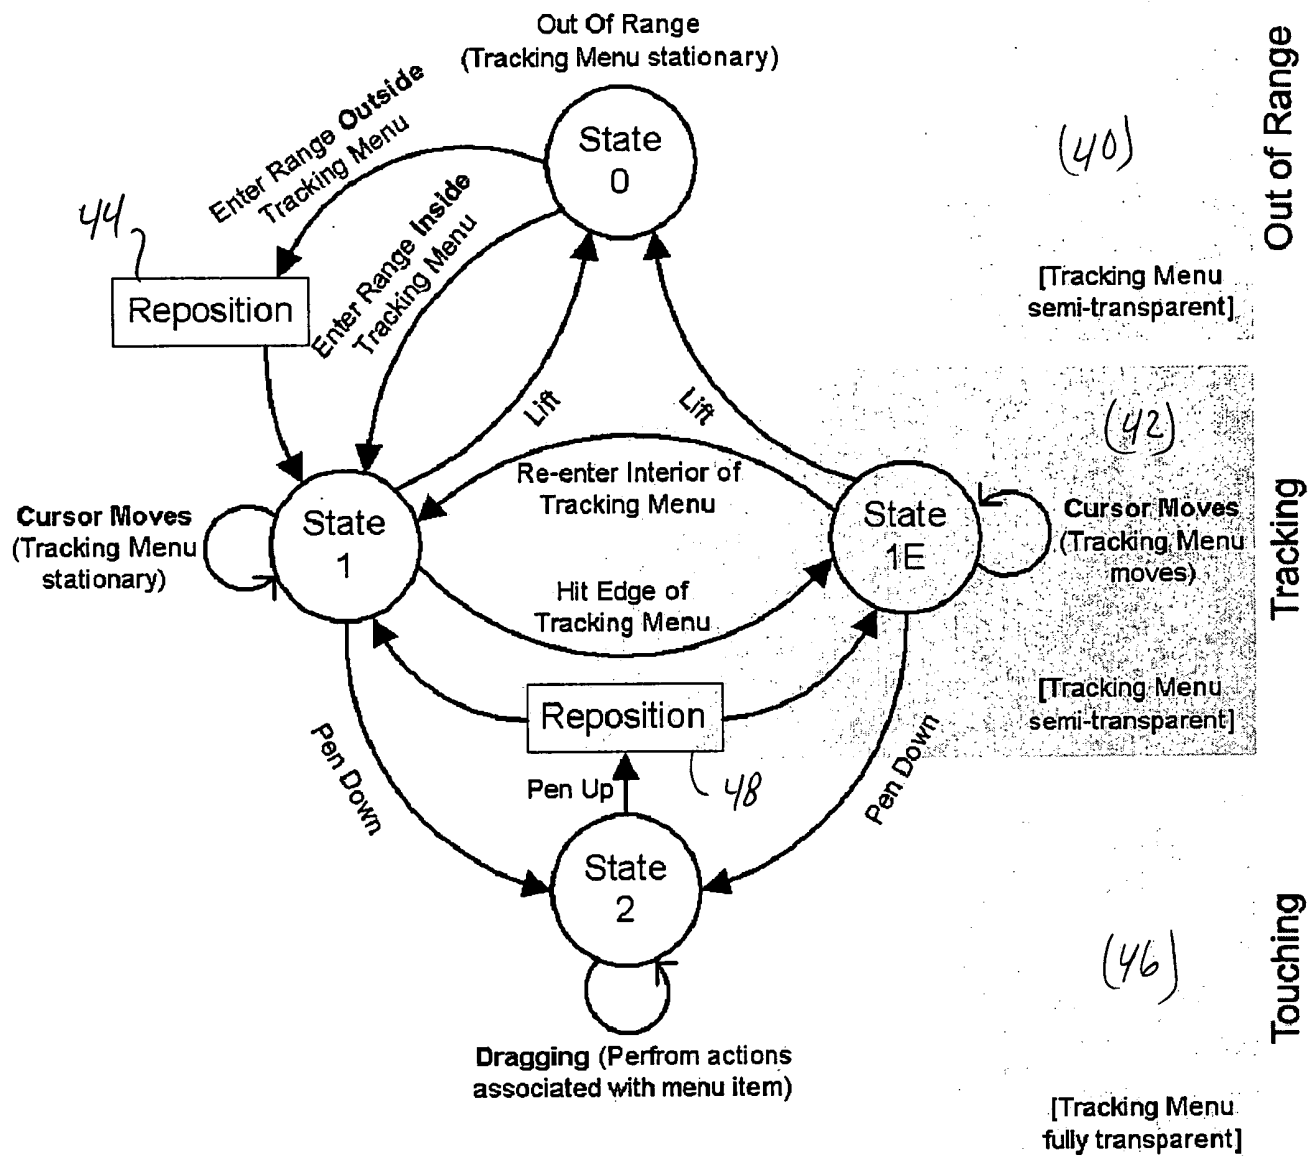 Out Of Range
(Tracking Menu stationary)
State
0
Enter Range Outside
Tracking Menu
Enter Range Inside
Tracking Menu
44
Reposition
(40)
Out of Range
[Tracking Menu
semi-transparent]
Lift
Lift
(42)
Re-enter Interior of
Tracking Menu
Cursor Moves
(Tracking Menu
stationary)
State
1
State
1E
Cursor Moves
(Tracking Menu
moves)
Tracking
Hit Edge of
Tracking Menu
[Tracking Menu
semi-transparent]
Reposition
48
Pen Down
Pen Up
Pen Down
State
2
(46)
Touching
Dragging (Perfrom actions
associated with menu item)
[Tracking Menu
fully transparent]